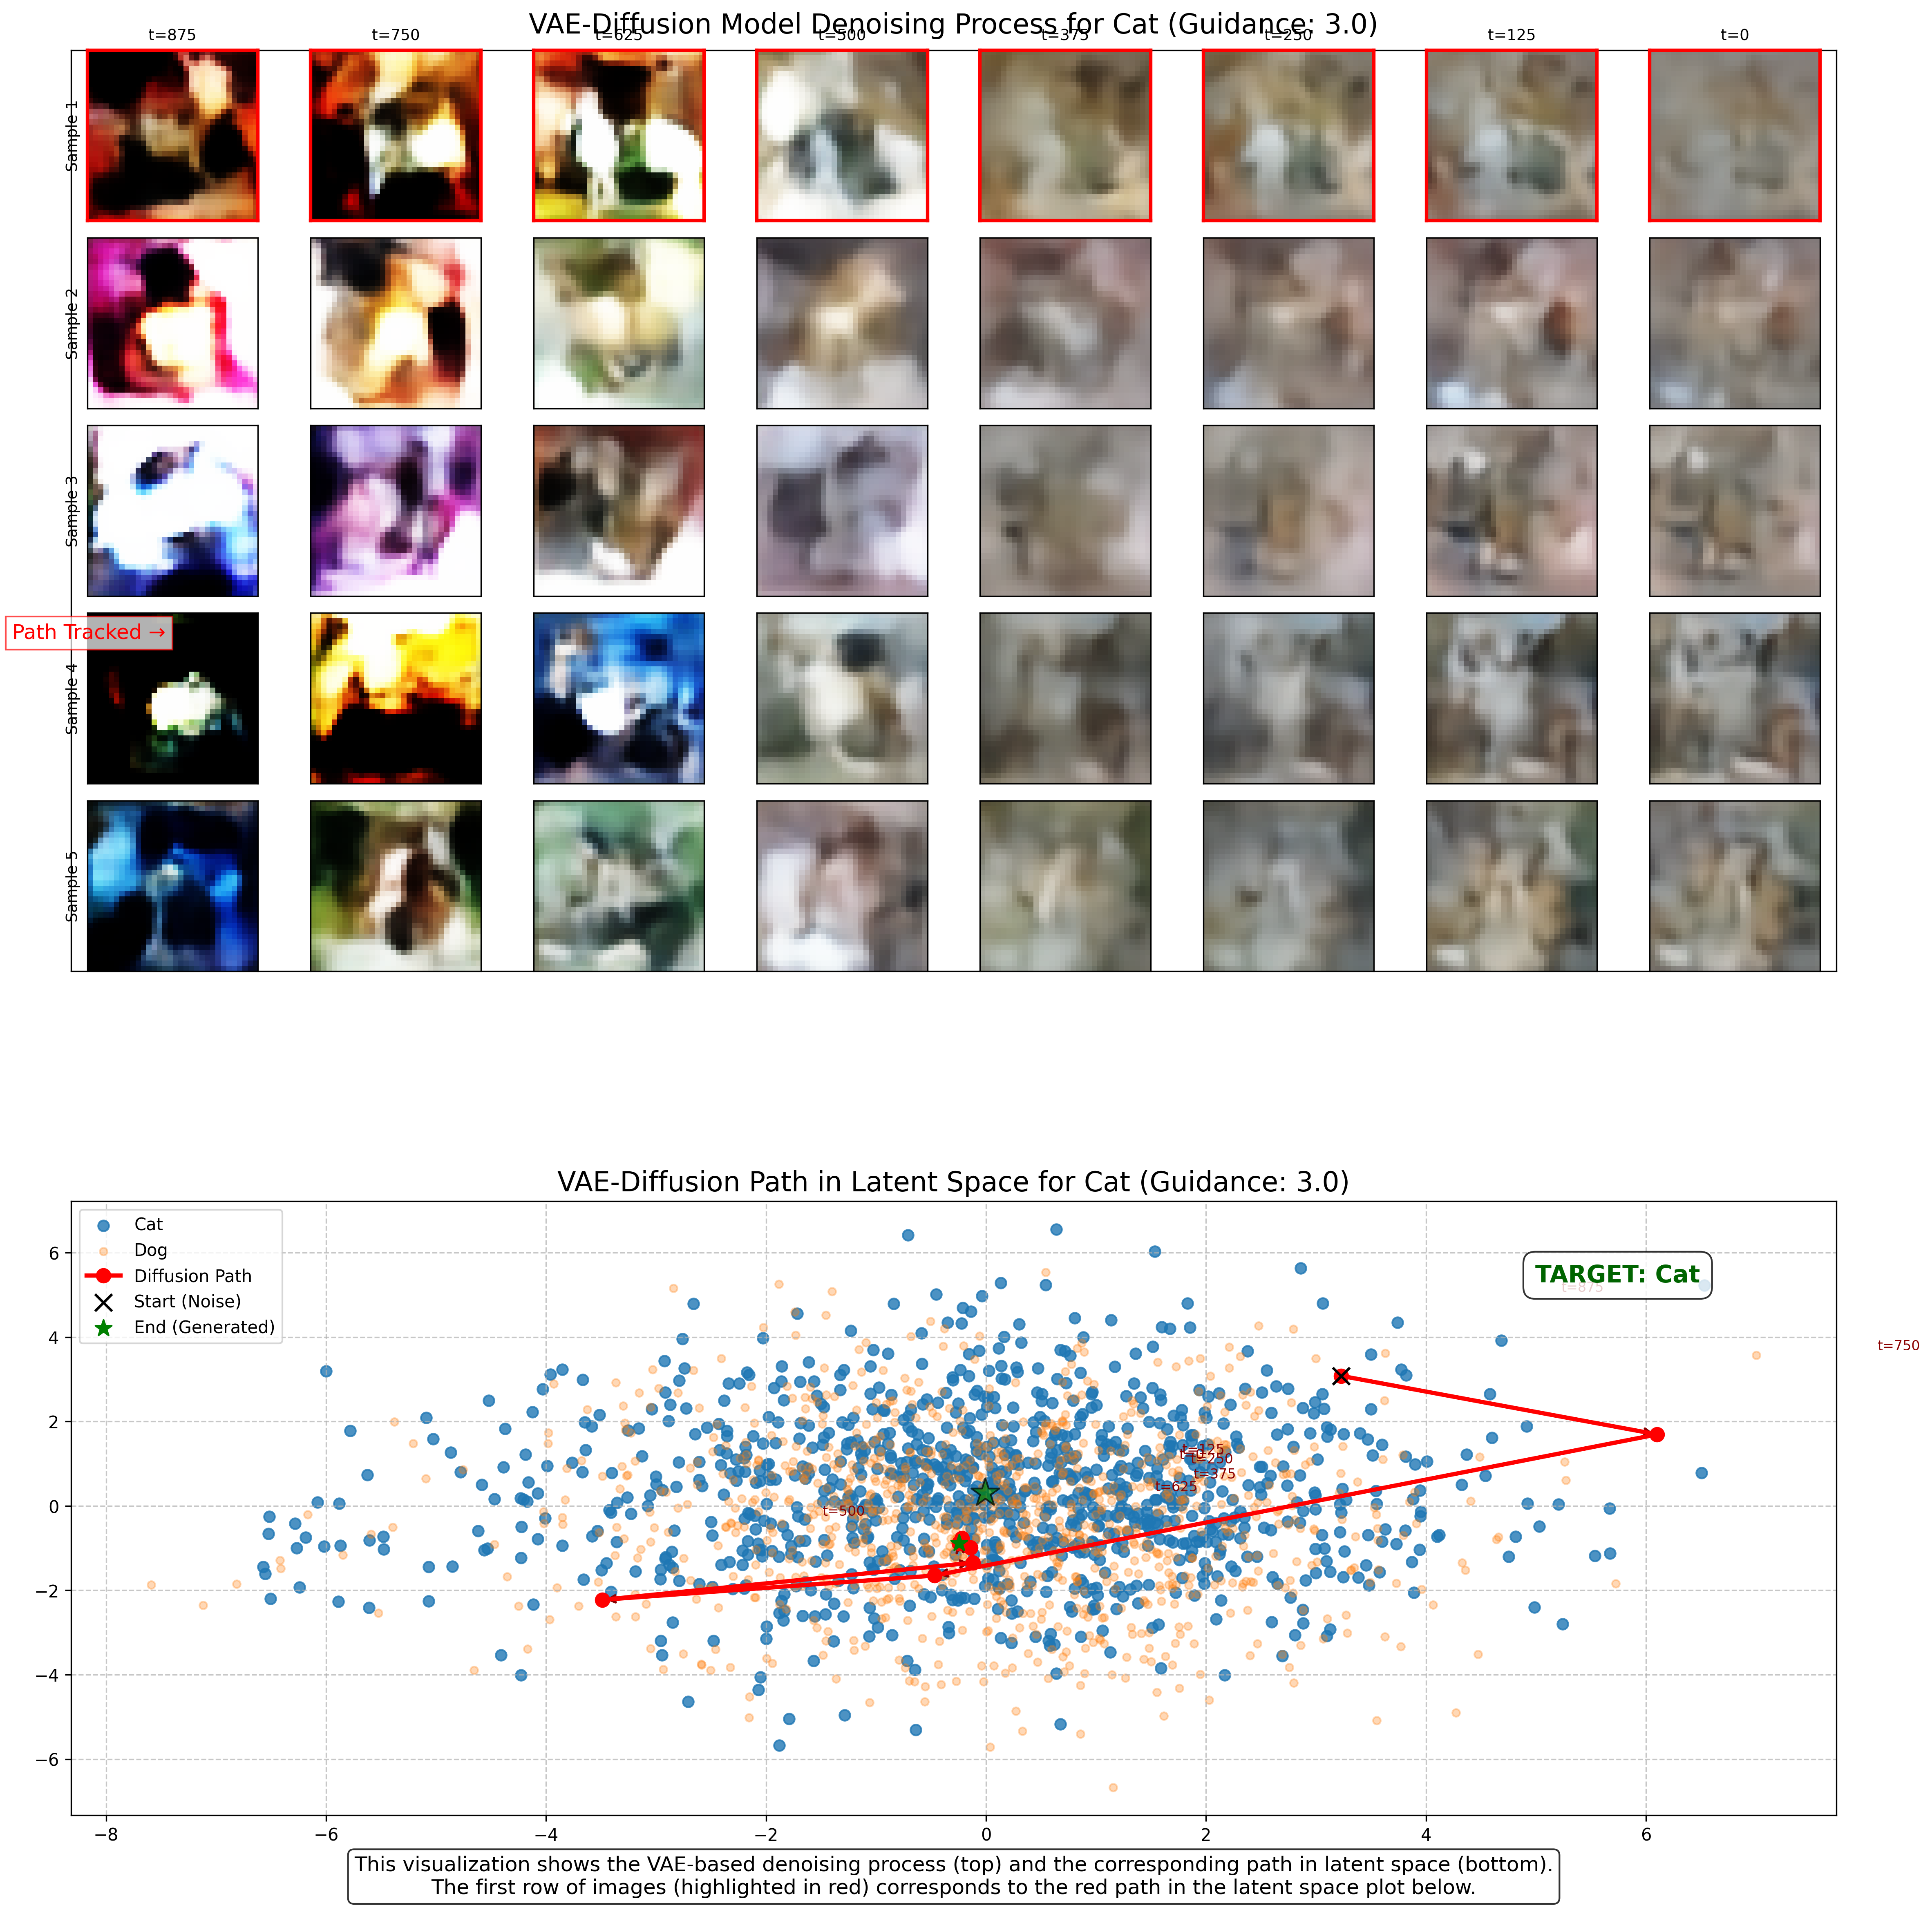 VAE-Diffusion Model Denoising Process for Cat (Guidance: 3.0)
t=875 t=750 t=625 t=500 t=375 t=250 t=125 t=0
Sample 1
Sample 2
Sample 3
Path Tracked →
Sample 4
Sample 5
VAE-Diffusion Path in Latent Space for Cat (Guidance: 3.0)
Cat
Dog
Diffusion Path
Start (Noise)
End (Generated)
TARGET: Cat
t=875
t=750
t=125
t=250
t=375
t=625
t=500
6
4
2
0
−2
−4
−6
−8 −6 −4 −2 0 2 4 6
This visualization shows the VAE-based denoising process (top) and the corresponding path in latent space (bottom).
The first row of images (highlighted in red) corresponds to the red path in the latent space plot below.